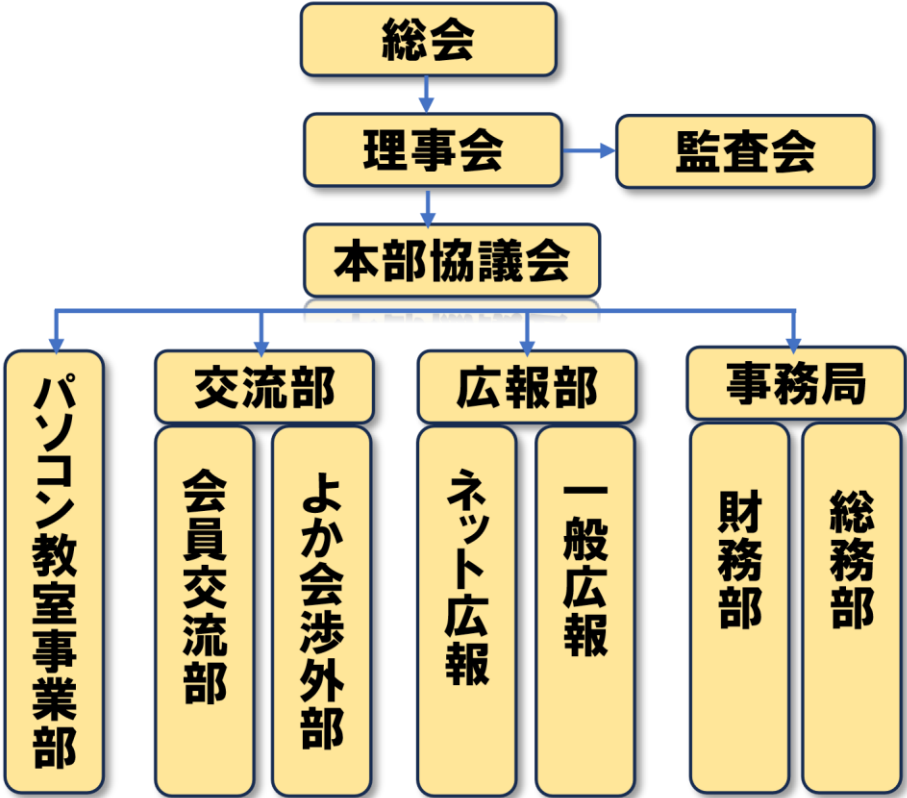 総会
理事会
監査会
本部協議会
パソコン教室事業部
交流部
会員交流部
よか会渉外部
広報部
ネット広報
一般広報
事務局
財務部
総務部